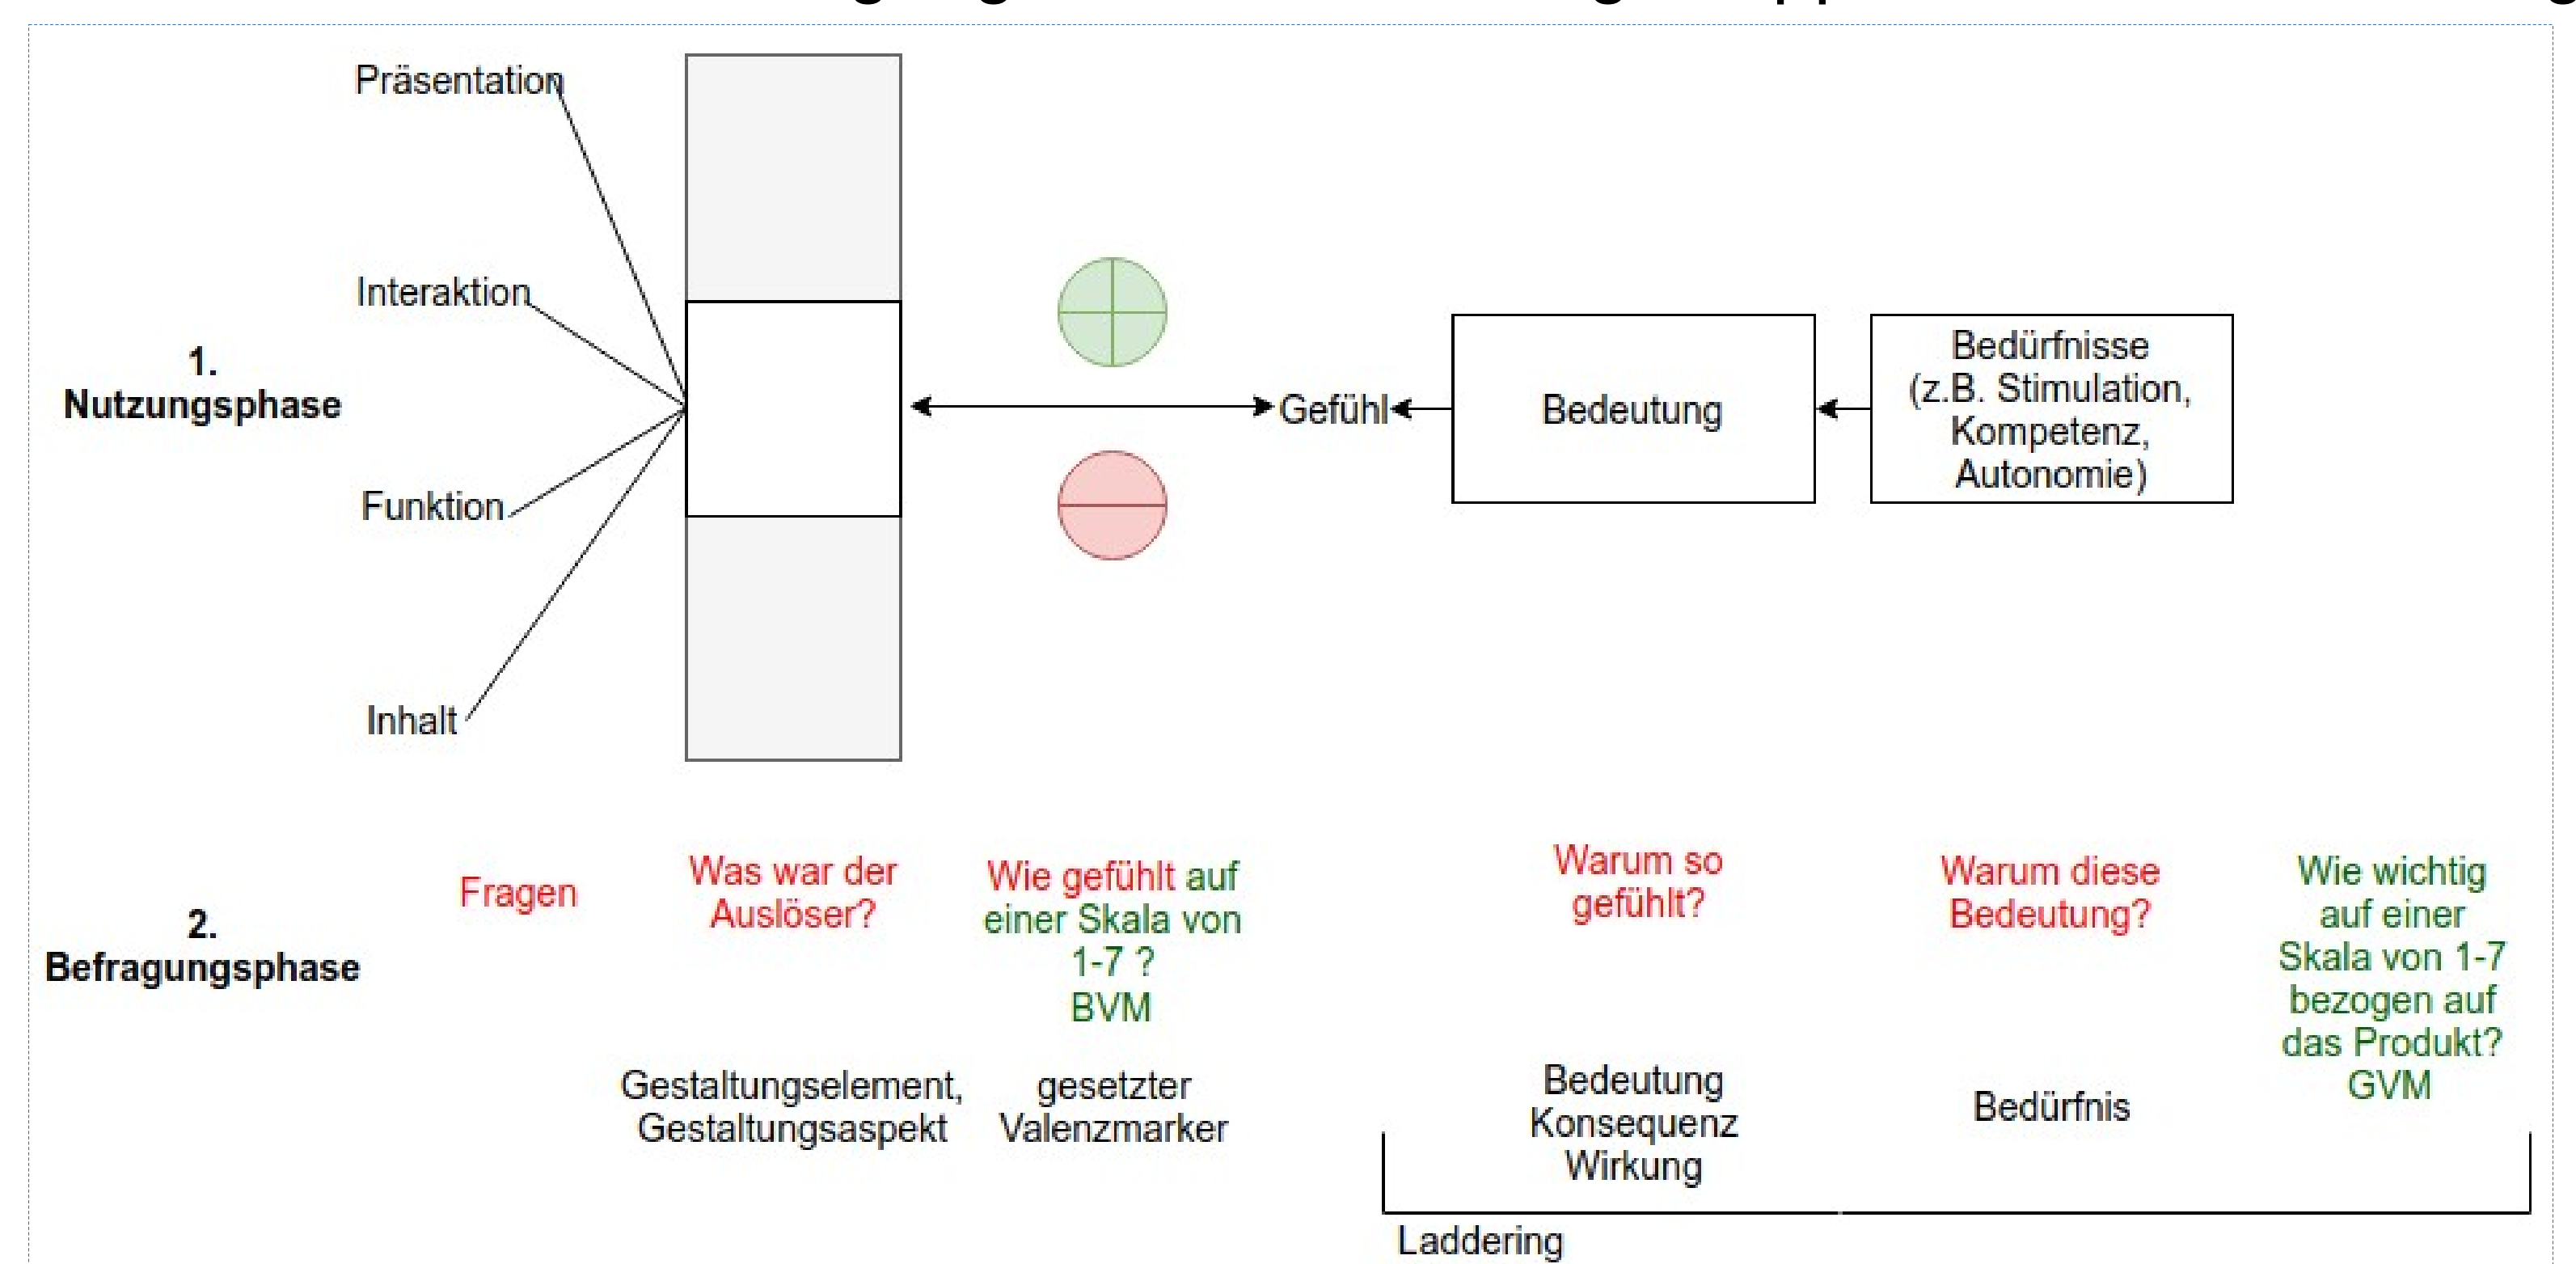 Präsentation
Interaktion
1.
Nutzungsphase
Funktion
Inhalt
Gefühl
Bedeutung
Bedürfnisse
(z.B. Stimulation,
Kompetenz,
Autonomie)
2.
Befragungsphase
Fragen
Was war der
Auslöser?
Wie gefühlt auf
einer Skala von
1-7 ?
BVM
Warum so
gefühlt?
Warum diese
Bedeutung?
Wie wichtig
auf einer
Skala von 1-7
bezogen auf
das Produkt?
GVM
Gestaltungselement,
Gestaltungsaspekt
gesetzter
Valenzmarker
Bedeutung
Konsequenz
Wirkung
Bedürfnis
Laddering